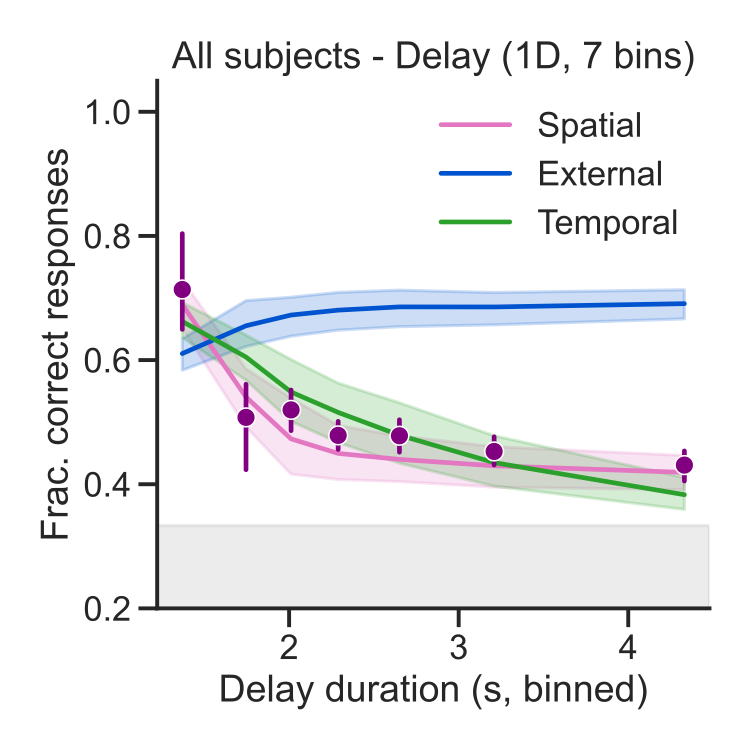 All subjects - Delay (1D, 7 bins)
Spatial
External
Temporal
Frac. correct responses
1.0
0.8
0.6
0.4
0.2
2
3
4
Delay duration (s, binned)